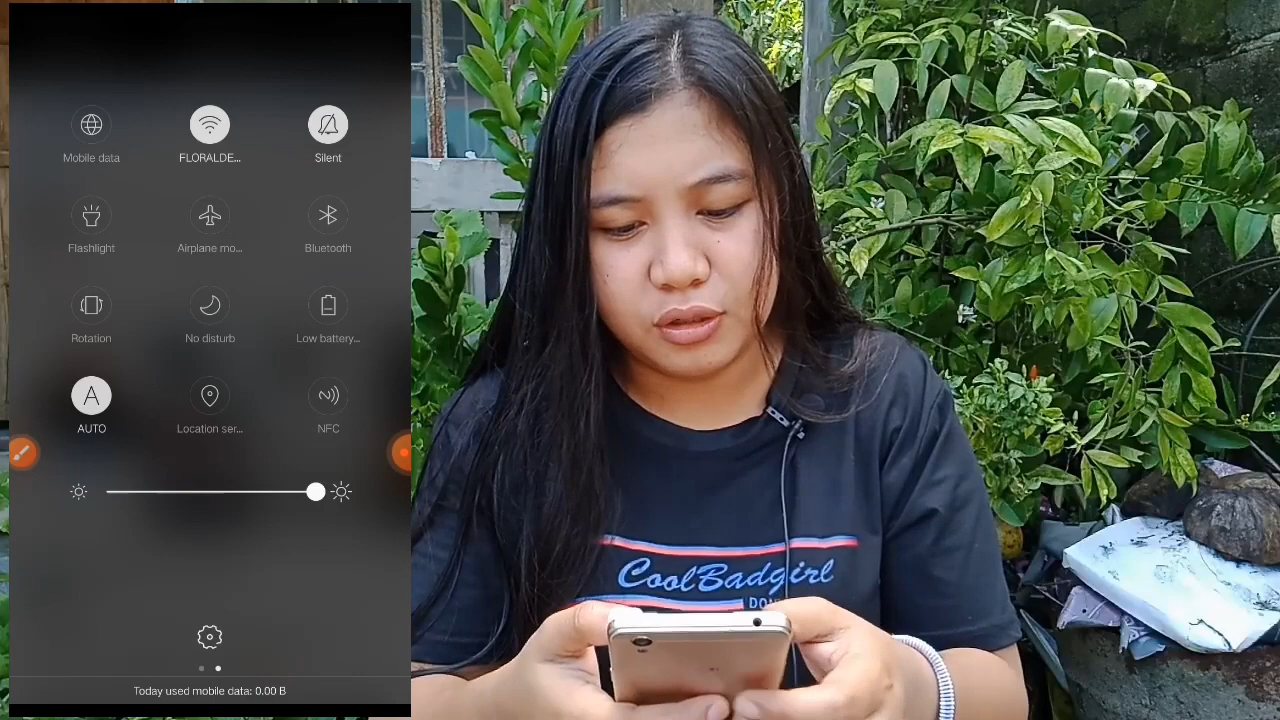 Mobile data
FLORALDE...
Silent
Flashlight
Airplane mo...
Bluetooth
Rotation
No disturb
Low battery...
A
AUTO
Location ser...
NFC
Today used mobile data: 0.00 B
CoolBadgirl